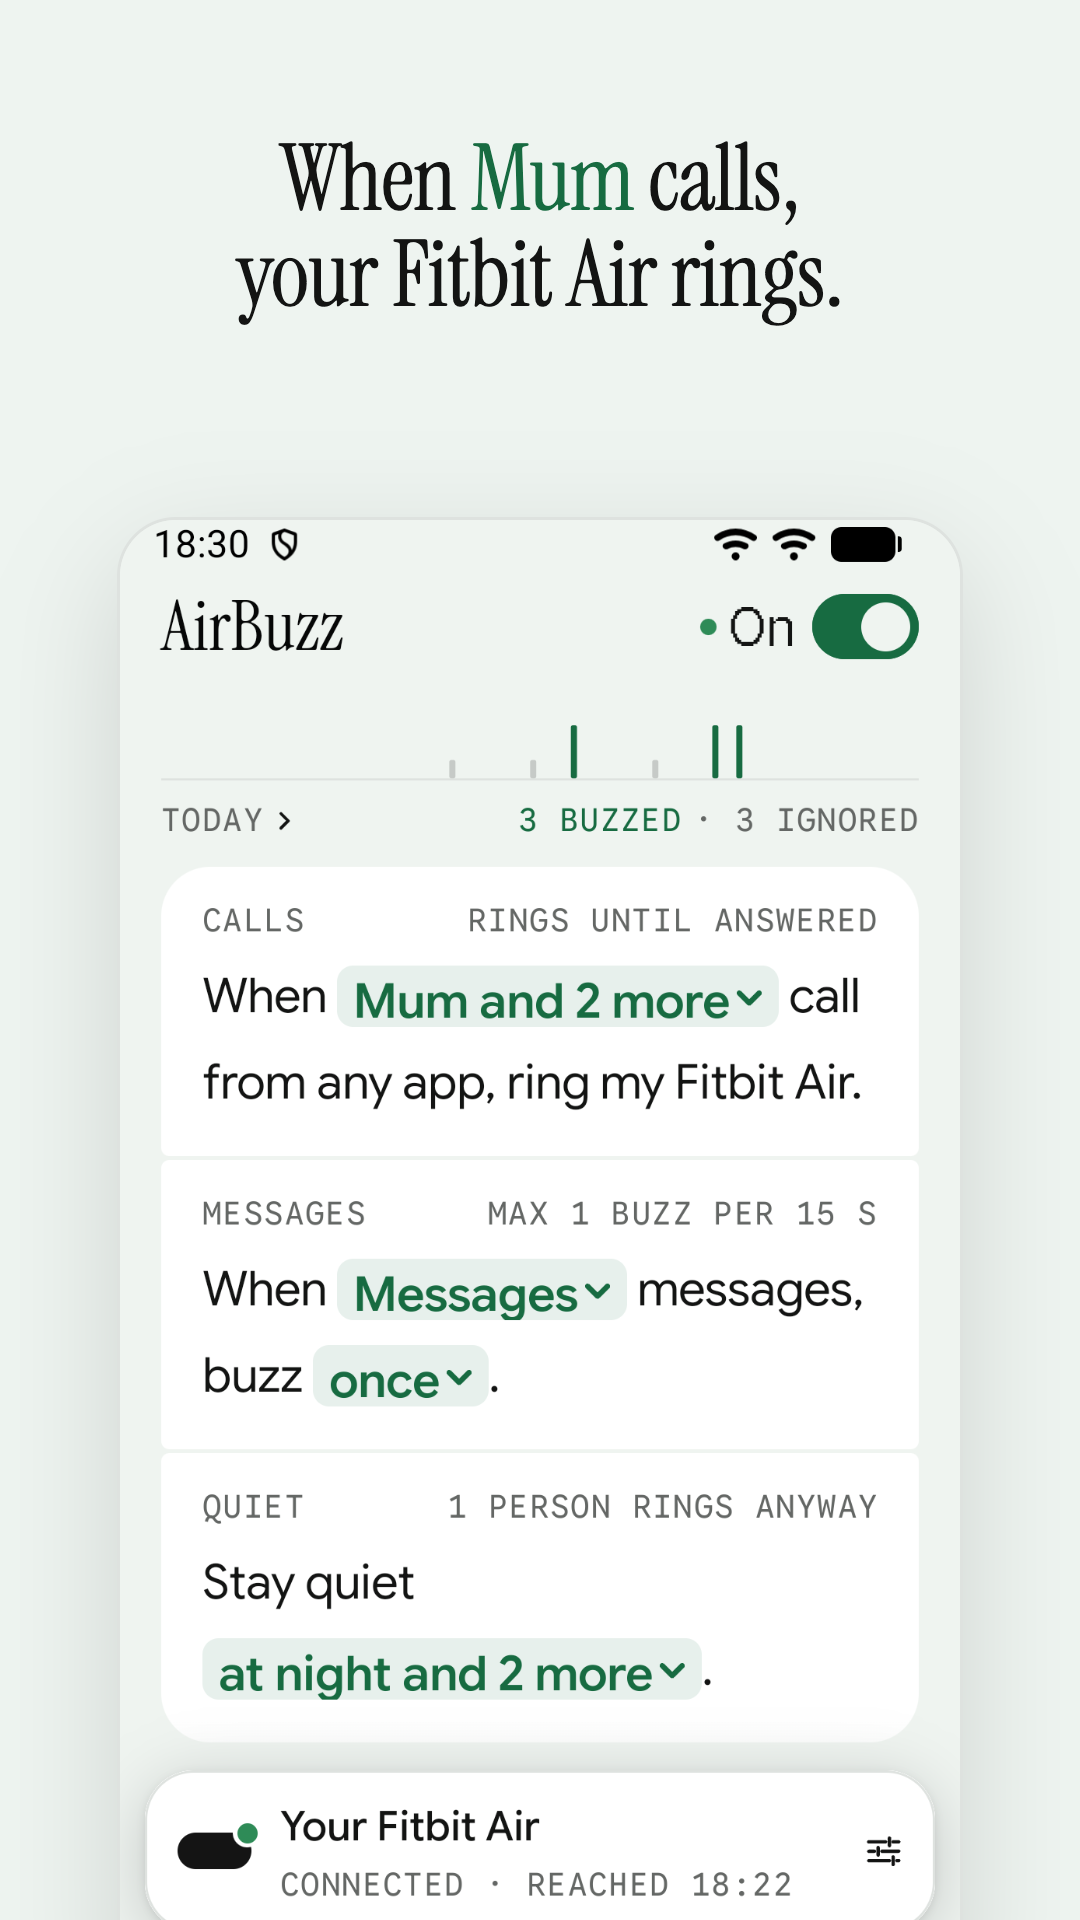 When Mum calls,
your Fitbit Air rings.
18:30
AirBuzz
On
TODAY
3 BUZZED · 3 IGNORED
CALLS
RINGS UNTIL ANSWERED
When Mum and 2 more call
from any app, ring my Fitbit Air.
MESSAGES
MAX 1 BUZZ PER 15 S
When Messages messages,
buzz once.
QUIET
1 PERSON RINGS ANYWAY
Stay quiet
at night and 2 more.
Your Fitbit Air
CONNECTED · REACHED 18:22